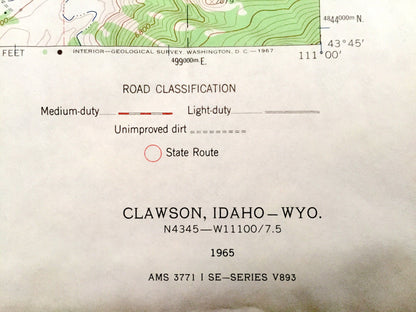 4844000m N.
43°45'
FEET
INTERIOR—GEOLOGICAL SURVEY, WASHINGTON, D. C.—1967
499000m E.
111°00'
ROAD CLASSIFICATION
Medium-duty Light-duty
Unimproved dirt
State Route
CLAWSON, IDAHO—WYO.
N4345—W11100/7.5
1965
AMS 3771 I SE—SERIES V893